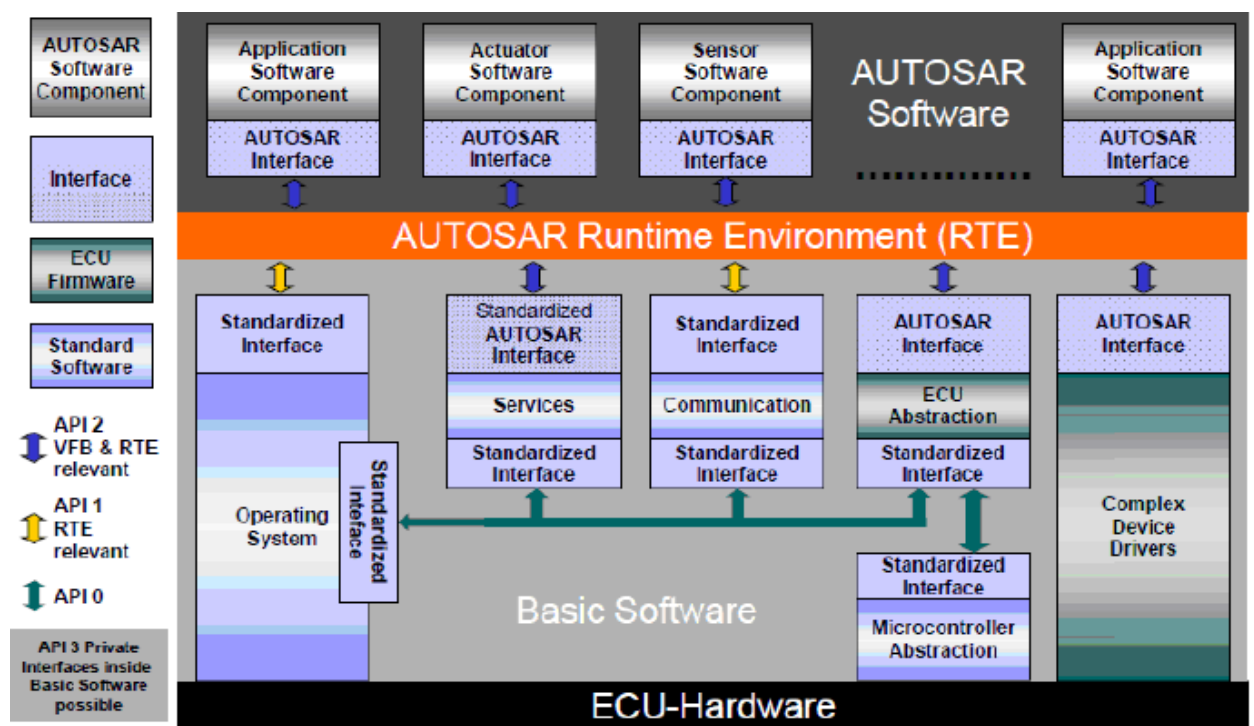 AUTOSAR
Software
Component
Interface
ECU
Firmware
Standard
Software
API 2
VFB & RTE
relevant
API 1
RTE
relevant
API 0
API 3 Private
Interfaces inside
Basic Software
possible
Application
Software
Component
AUTOSAR
Interface
Actuator
Software
Component
AUTOSAR
Interface
Sensor
Software
Component
AUTOSAR
Interface
AUTOSAR
Software
..............
Application
Software
Component
AUTOSAR
Interface
AUTOSAR Runtime Environment (RTE)
Standardized
Interface
Operating
System
Standardized
Inteface
Standardized
AUTOSAR
Interface
Services
Standardized
Interface
Standardized
Interface
Communication
Standardized
Interface
AUTOSAR
Interface
ECU
Abstraction
Standardized
Interface
Standardized
Interface
Microcontroller
Abstraction
AUTOSAR
Interface
Complex
Device
Drivers
Basic Software
ECU-Hardware